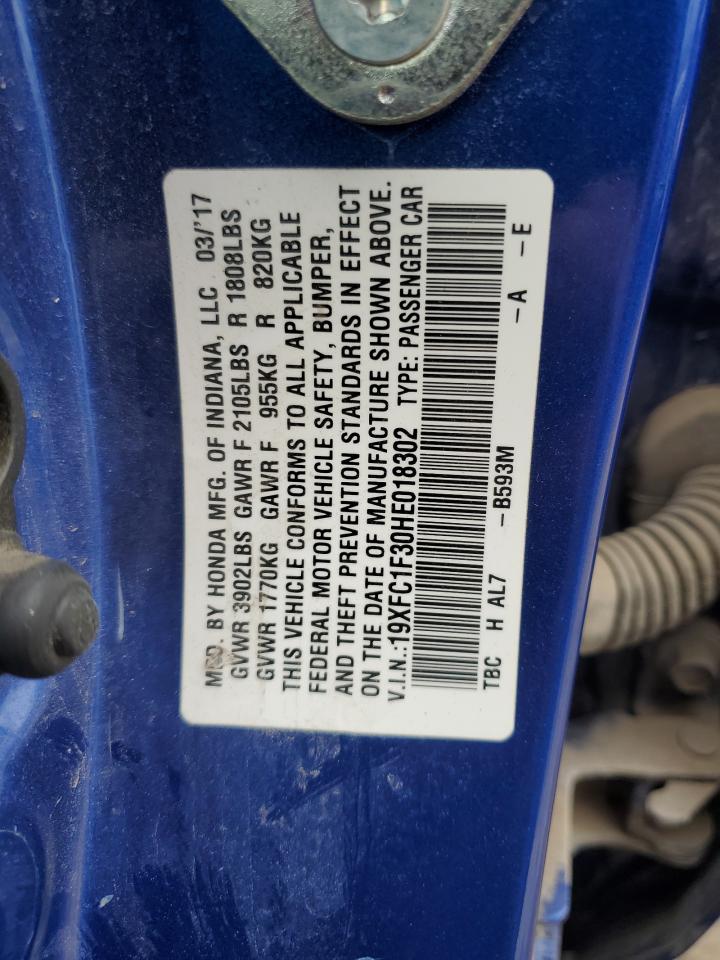 MFD. BY HONDA MFG. OF INDIANA, LLC 03/'17
GVWR 3902LBS GAWR F 2105LBS R 1808LBS
GVWR 1770KG GAWR F 955KG R 820KG
THIS VEHICLE CONFORMS TO ALL APPLICABLE
FEDERAL MOTOR VEHICLE SAFETY, BUMPER,
AND THEFT PREVENTION STANDARDS IN EFFECT
ON THE DATE OF MANUFACTURE SHOWN ABOVE.
V.I.N.:19XFC1F30HE018302 TYPE: PASSENGER CAR
TBC H AL7 -B593M -A -E